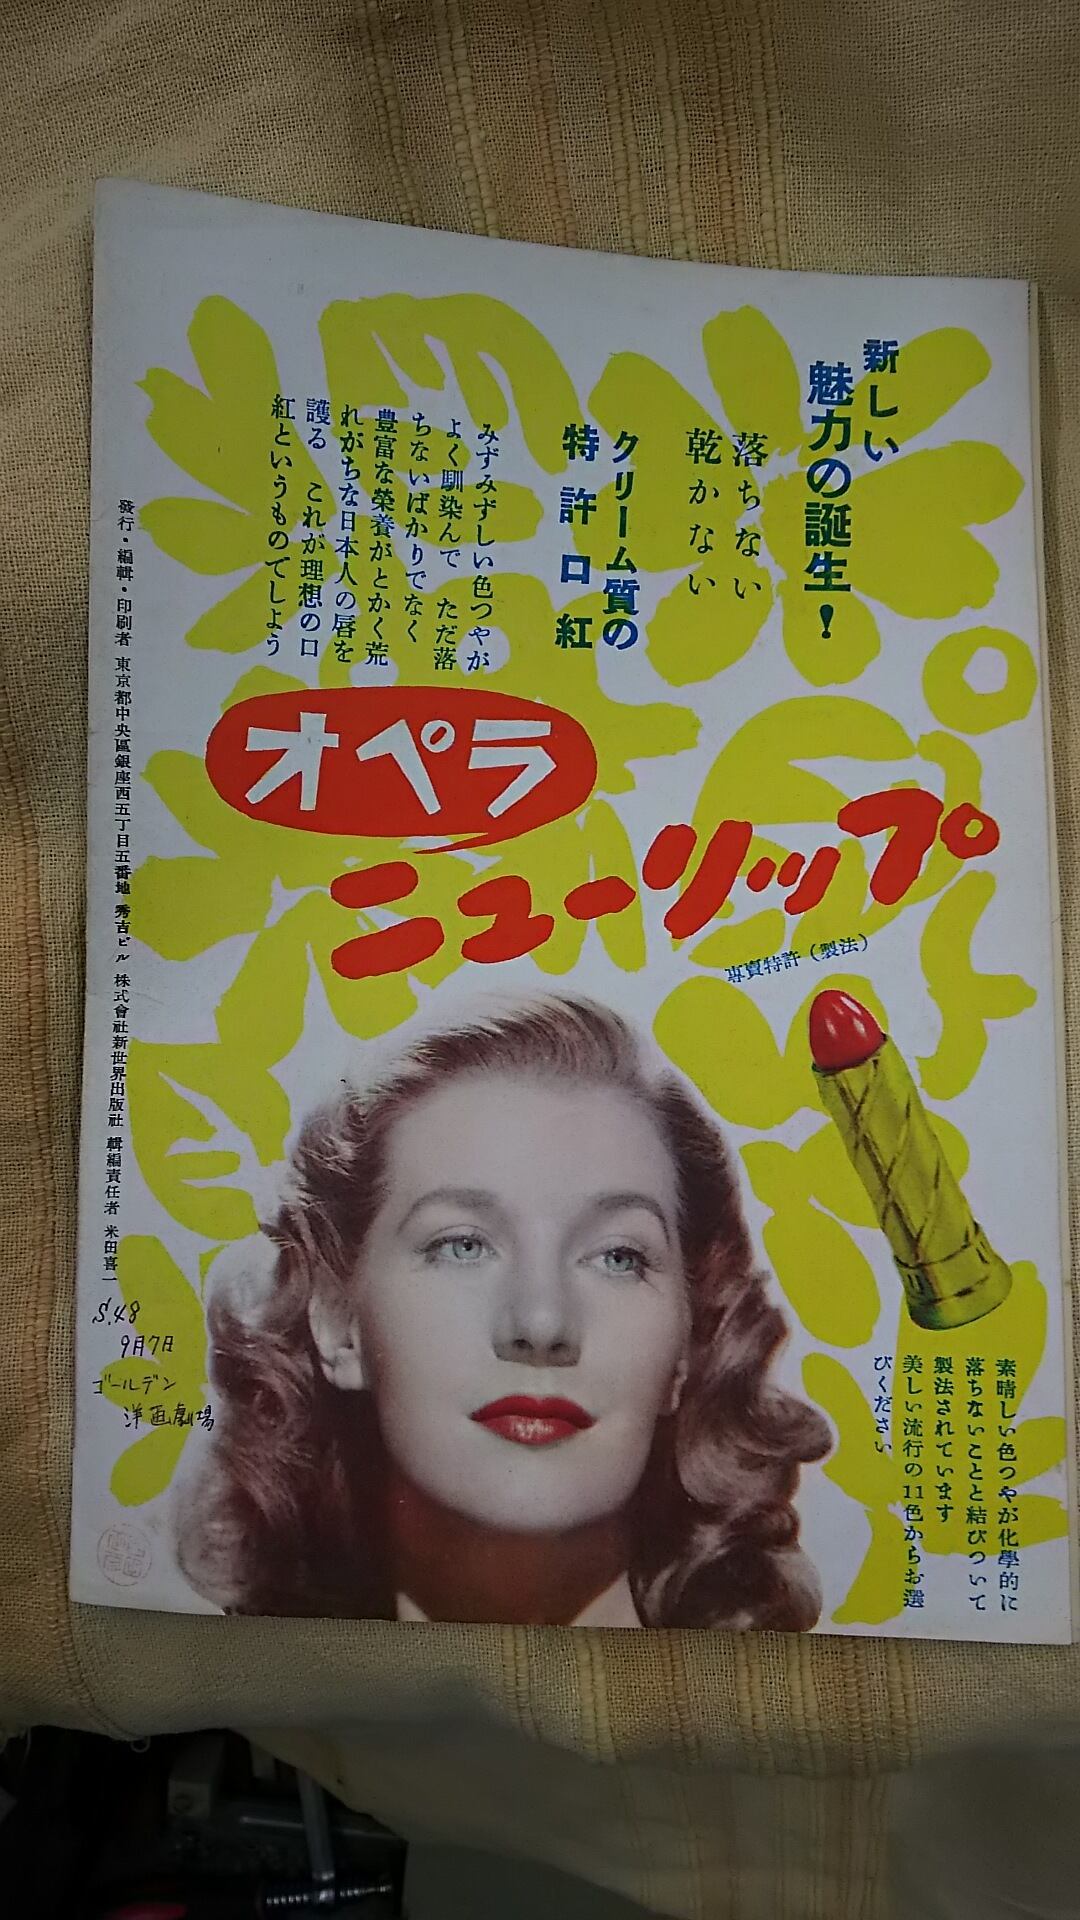 新しい
魅力の誕生！
落ちない
乾かない
クリーム質の
特許口紅
みずみずしい色つやが
よく馴染んで　ただ落
ちないばかりでなく
豊富な榮養がとかく荒
れがちな日本人の唇を
護る　これが理想の口
紅というものでしよう
オペラ
ニューリップ
専賣特許（製法）
素晴しい色つやが化學的に
落ちないことと結びついて
製法されています
美しい流行の11色からお選
びください
發行・編輯・印刷者 東京都中央區銀座西五丁目五番地 秀吉ビル 株式會社新世界出版社 輯編責任者 米田喜一
S.48
9月7日
ゴールデン
洋画劇場